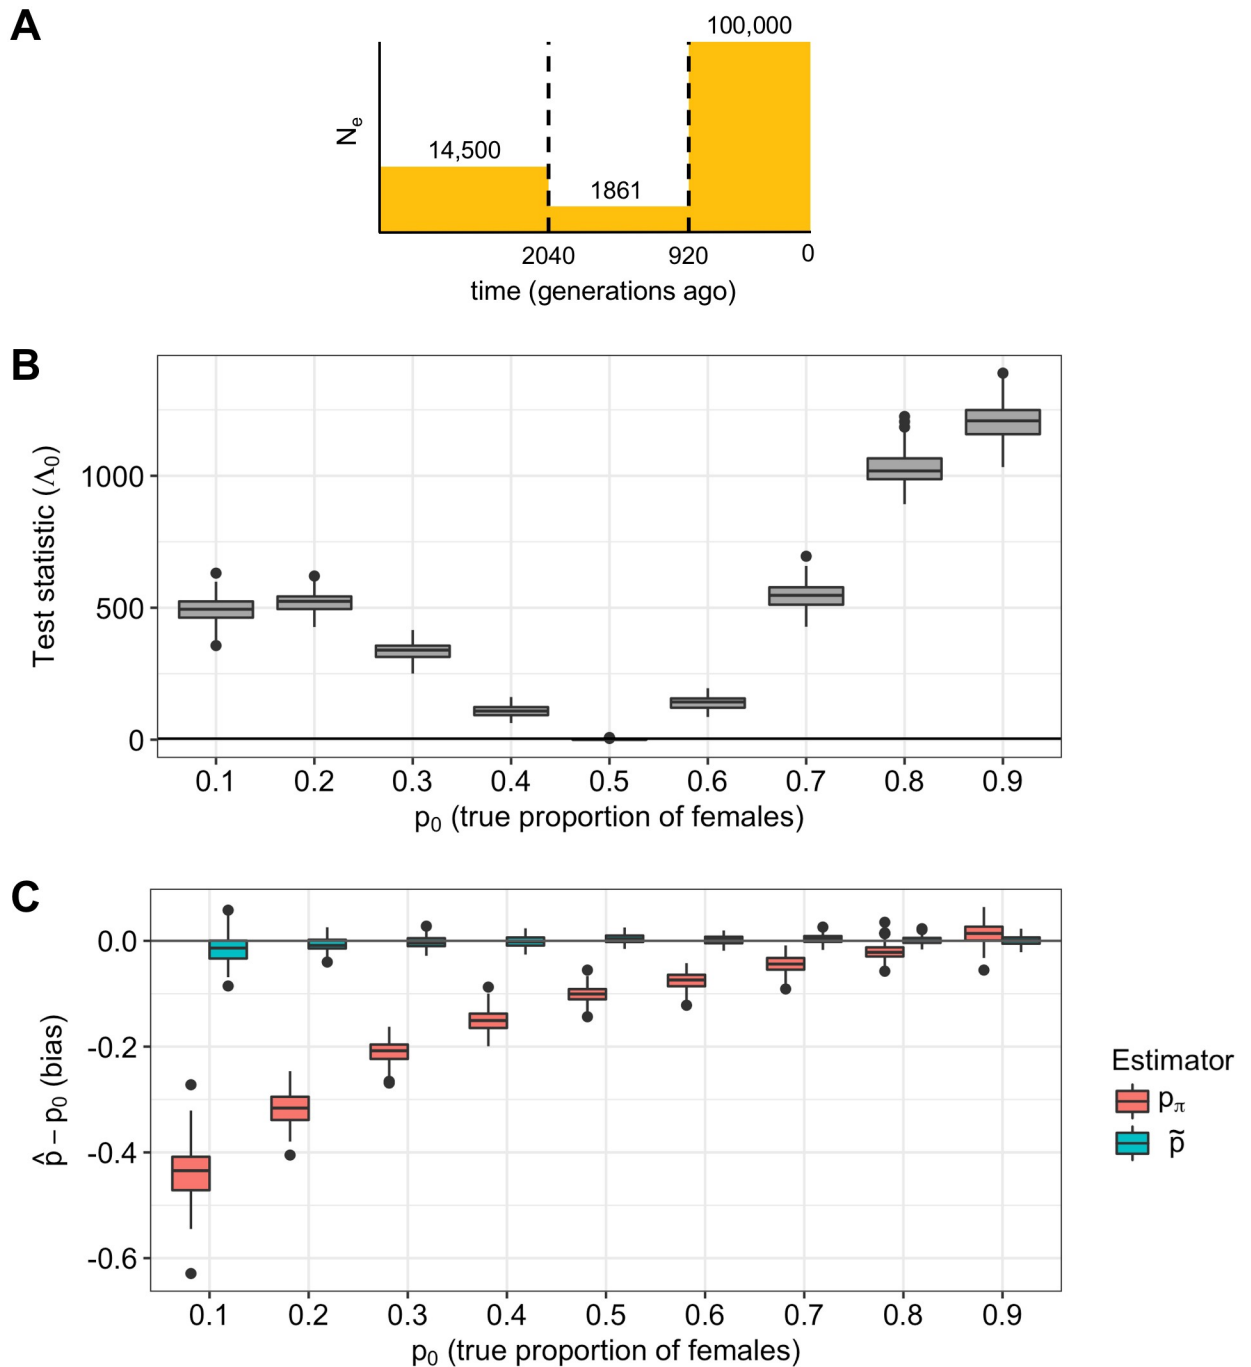 A
100,000
14,500
1861
Nₑ
2040 920 0
time (generations ago)
B
Test statistic (Λ₀)
1000
500
0
0.1 0.2 0.3 0.4 0.5 0.6 0.7 0.8 0.9
p₀ (true proportion of females)
C
p̂ − p₀ (bias)
0.0
-0.2
-0.4
-0.6
0.1 0.2 0.3 0.4 0.5 0.6 0.7 0.8 0.9
p₀ (true proportion of females)
Estimator
p_π
p̃